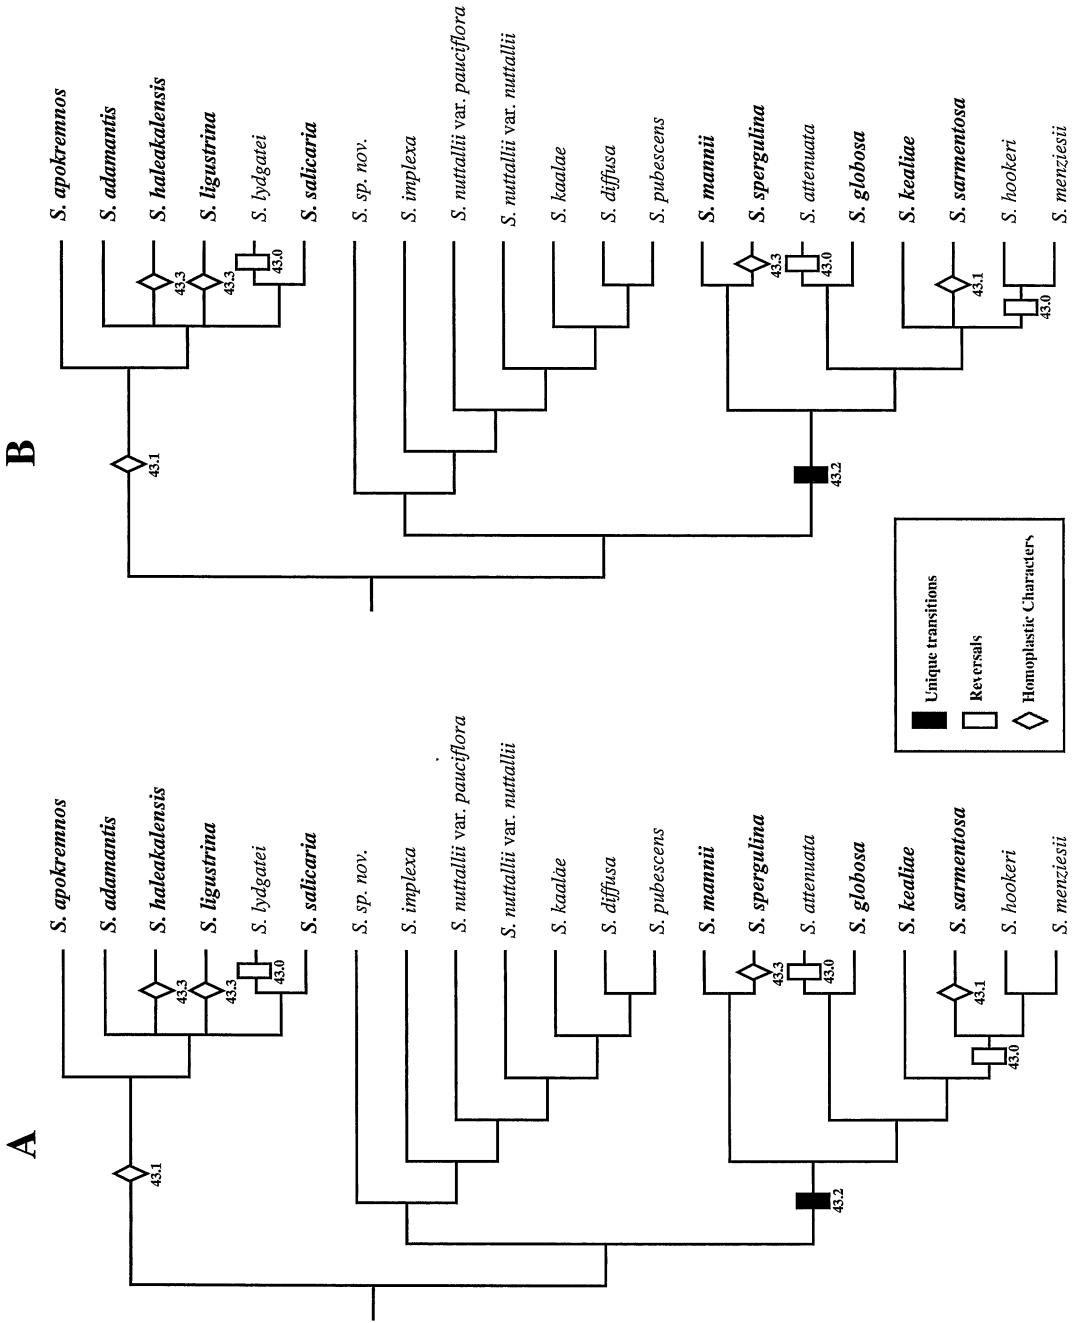 A
S. apokremnos
S. adamantis
S. haleakalensis
S. ligustrina
S. lydgatei
S. salicaria
S. sp. nov.
S. implexa
S. nuttallii var. pauciflora
S. nuttallii var. nuttallii
S. kaalae
S. diffusa
S. pubescens
S. mannii
S. spergulina
S. attenuata
S. globosa
S. kealiae
S. sarmentosa
S. hookeri
S. menziesii
43.1
43.3
43.3
43.0
43.2
43.3
43.0
43.1
43.0
B
S. apokremnos
S. adamantis
S. haleakalensis
S. ligustrina
S. lydgatei
S. salicaria
S. sp. nov.
S. implexa
S. nuttallii var. pauciflora
S. nuttallii var. nuttallii
S. kaalae
S. diffusa
S. pubescens
S. mannii
S. spergulina
S. attenuata
S. globosa
S. kealiae
S. sarmentosa
S. hookeri
S. menziesii
43.1
43.3
43.3
43.0
43.2
43.3
43.0
43.1
43.0
Unique transitions
Reversals
Homoplastic Characters